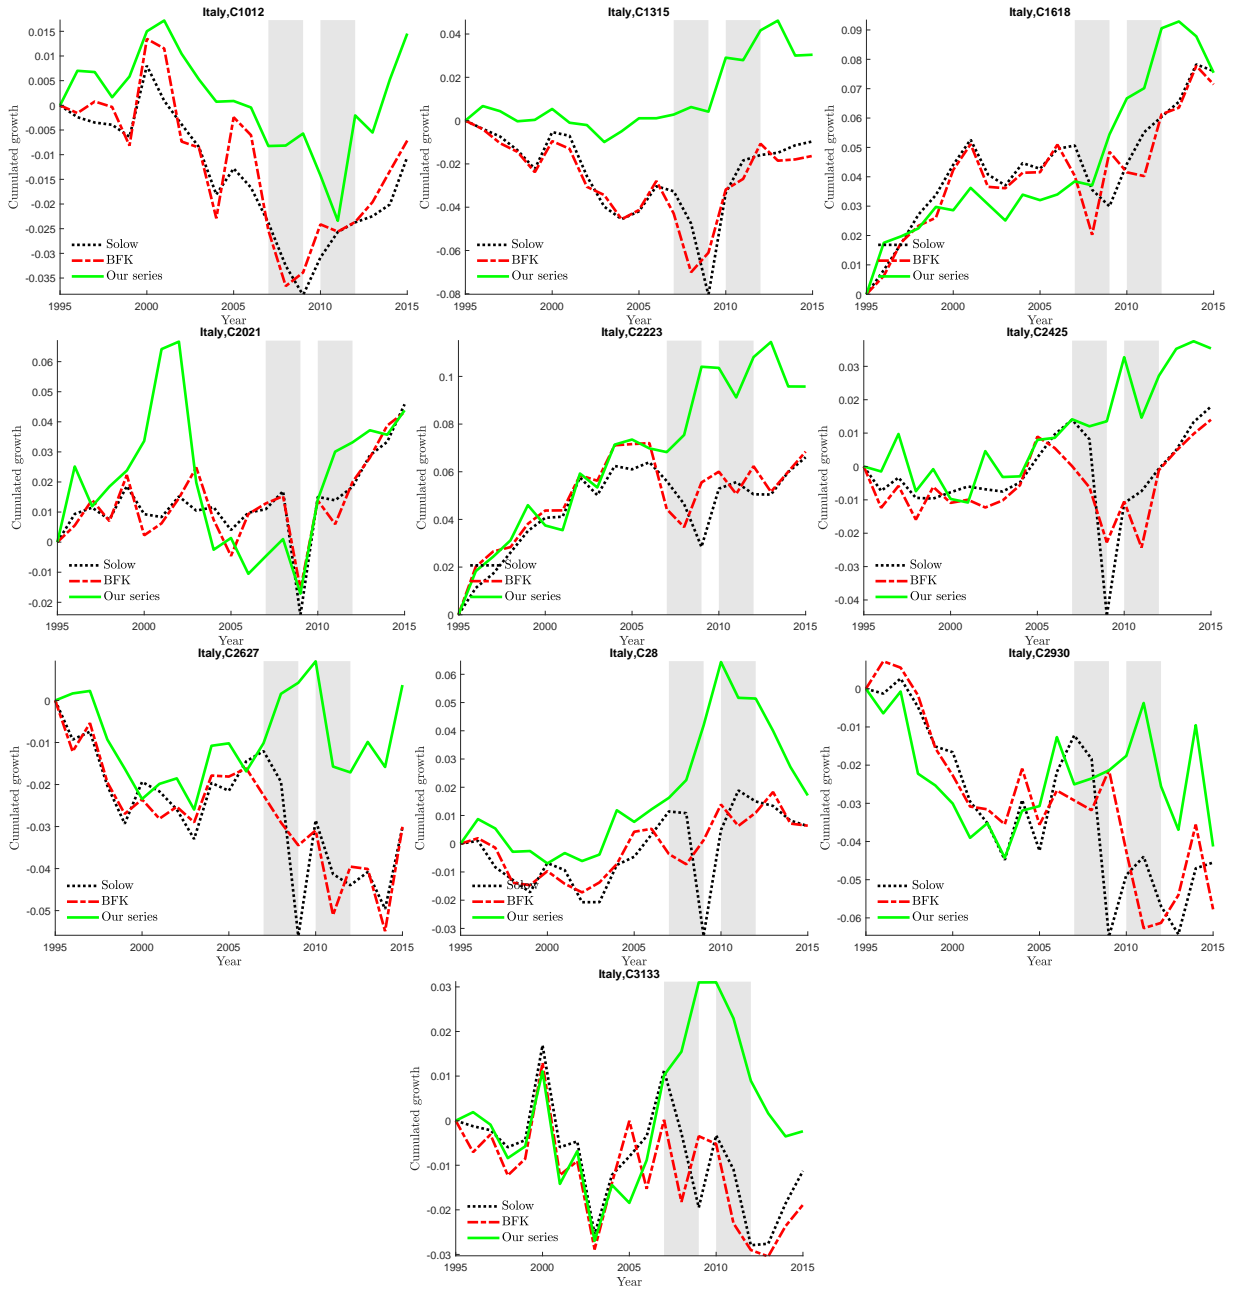 Italy,C1012
Cumulated growth
0.015
0.01
0.005
0
-0.005
-0.01
-0.015
-0.02
-0.025
-0.03
-0.035
Solow
BFK
Our series
1995 2000 2005 2010 2015
Year
Italy,C1315
Cumulated growth
0.04
0.02
0
-0.02
-0.04
-0.06
-0.08
Solow
BFK
Our series
1995 2000 2005 2010 2015
Year
Italy,C1618
Cumulated growth
0.09
0.08
0.07
0.06
0.05
0.04
0.03
0.02
0.01
0
Solow
BFK
Our series
1995 2000 2005 2010 2015
Year
Italy,C2021
Cumulated growth
0.06
0.05
0.04
0.03
0.02
0.01
0
-0.01
-0.02
Solow
BFK
Our series
1995 2000 2005 2010 2015
Year
Italy,C2223
Cumulated growth
0.1
0.08
0.06
0.04
0.02
0
Solow
BFK
Our series
1995 2000 2005 2010 2015
Year
Italy,C2425
Cumulated growth
0.03
0.02
0.01
0
-0.01
-0.02
-0.03
-0.04
Solow
BFK
Our series
1995 2000 2005 2010 2015
Year
Italy,C2627
Cumulated growth
0
-0.01
-0.02
-0.03
-0.04
-0.05
Solow
BFK
Our series
1995 2000 2005 2010 2015
Year
Italy,C28
Cumulated growth
0.06
0.05
0.04
0.03
0.02
0.01
0
-0.01
-0.02
-0.03
Solow
BFK
Our series
1995 2000 2005 2010 2015
Year
Italy,C2930
Cumulated growth
0
-0.01
-0.02
-0.03
-0.04
-0.05
-0.06
Solow
BFK
Our series
1995 2000 2005 2010 2015
Year
Italy,C3133
Cumulated growth
0.03
0.02
0.01
0
-0.01
-0.02
-0.03
Solow
BFK
Our series
1995 2000 2005 2010 2015
Year